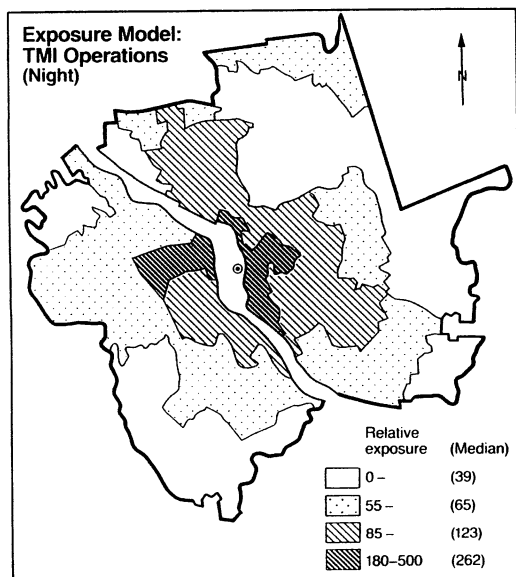 Exposure Model:
TMI Operations
(Night)
N
Relative
exposure (Median)
0 – (39)
55 – (65)
85 – (123)
180–500 (262)